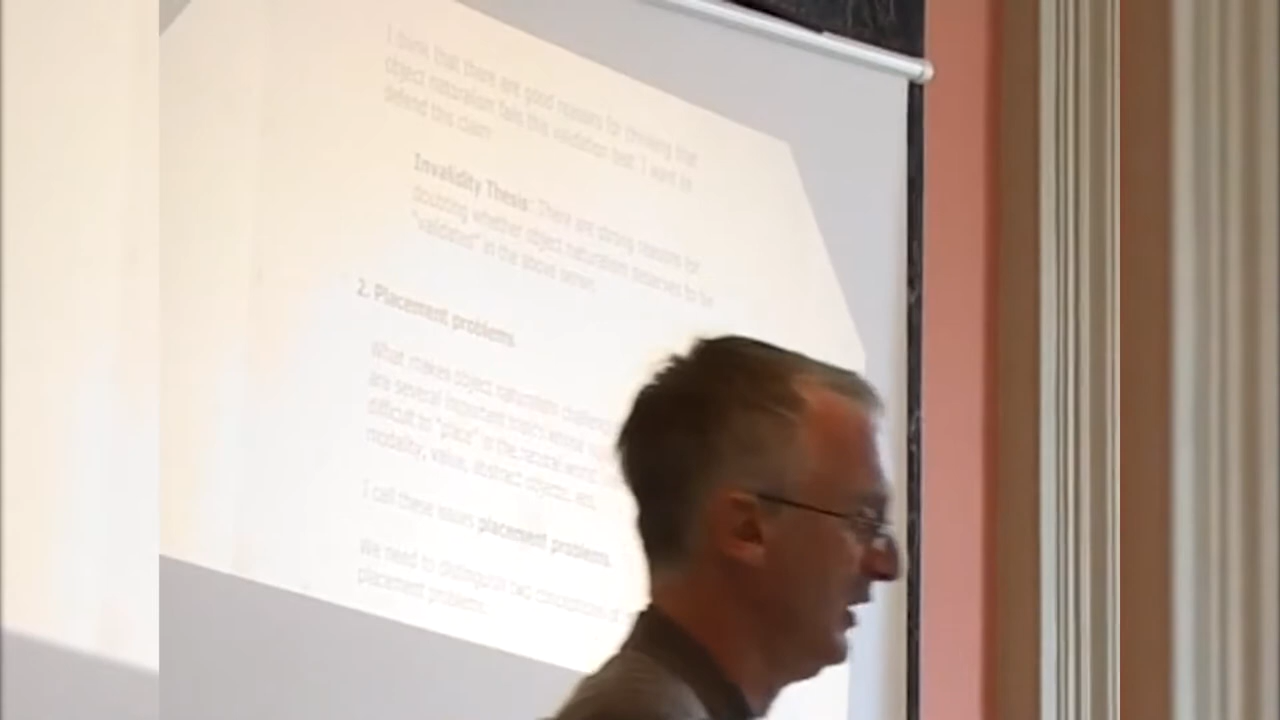 I think that there are good reasons for thinking that
object naturalism fails this validation test. I want to
defend this claim
Invalidity Thesis: There are strong reasons for
doubting whether object naturalism deserves to be
"validated" in the above sense.
2. Placement problems.
What makes object naturalism
are several important topics
difficult to "place" in the natural world
modality, value, abstract objects, etc.
I call these issues placement problems.
We need to distinguish two conceptions
placement problem: